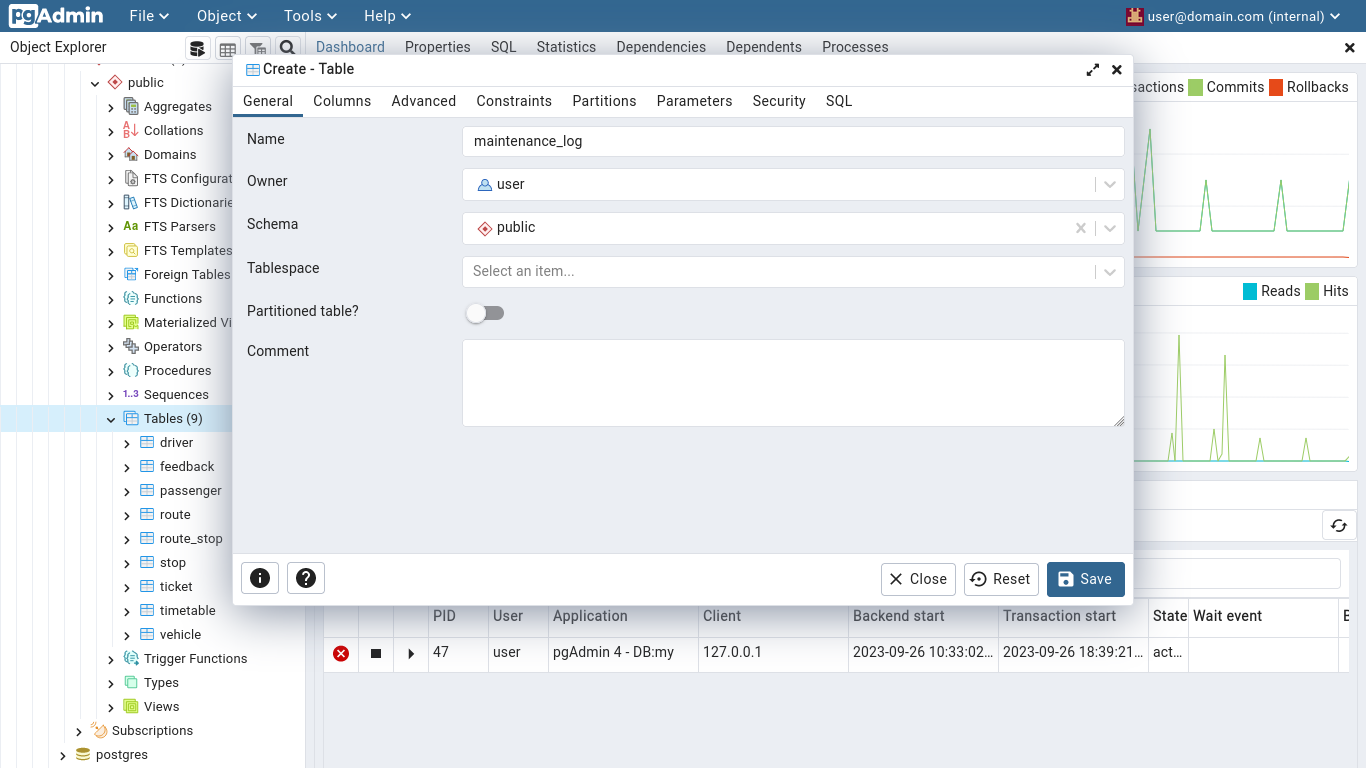 pgAdmin File Object Tools Help user@domain.com (internal)
Object Explorer Dashboard Properties SQL Statistics Dependencies Dependents Processes
public
Aggregates
Collations
Domains
FTS Configurat
FTS Dictionarie
FTS Parsers
FTS Templates
Foreign Tables
Functions
Materialized Vi
Operators
Procedures
1..3 Sequences
Tables (9)
driver
feedback
passenger
route
route_stop
stop
ticket
timetable
vehicle
Trigger Functions
Types
Views
Subscriptions
postgres
Create - Table
General Columns Advanced Constraints Partitions Parameters Security SQL
Name maintenance_log
Owner user
Schema public
Tablespace Select an item...
Partitioned table?
Comment
Close Reset Save
sactions Commits Rollbacks
Reads Hits
PID User Application Client Backend start Transaction start State Wait event
47 user pgAdmin 4 - DB:my 127.0.0.1 2023-09-26 10:33:02... 2023-09-26 18:39:21... act...